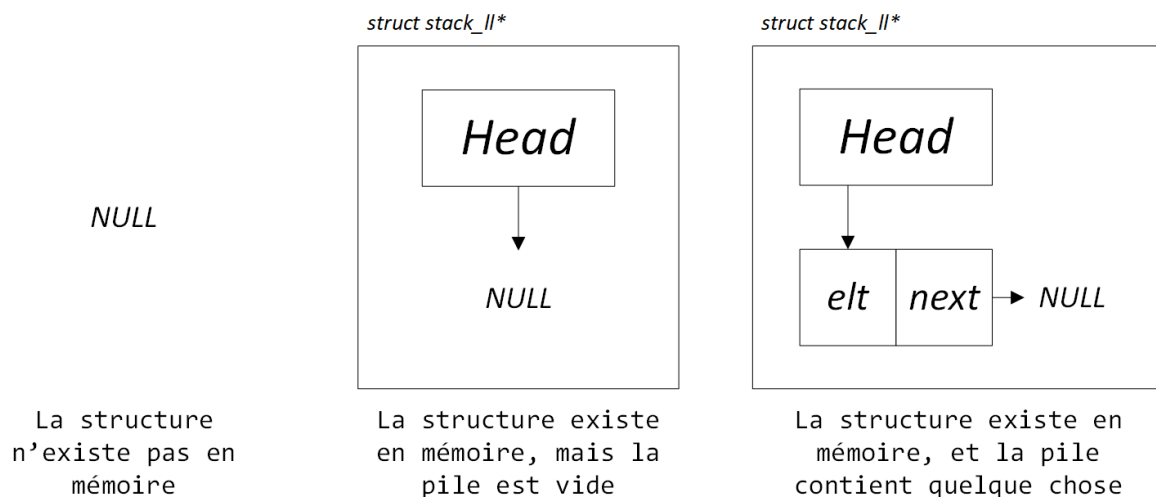 struct stack_ll*
struct stack_ll*
Head
Head
NULL
NULL
elt
next
NULL
La structure
n’existe pas en
mémoire
La structure existe
en mémoire, mais la
pile est vide
La structure existe en
mémoire, et la pile
contient quelque chose